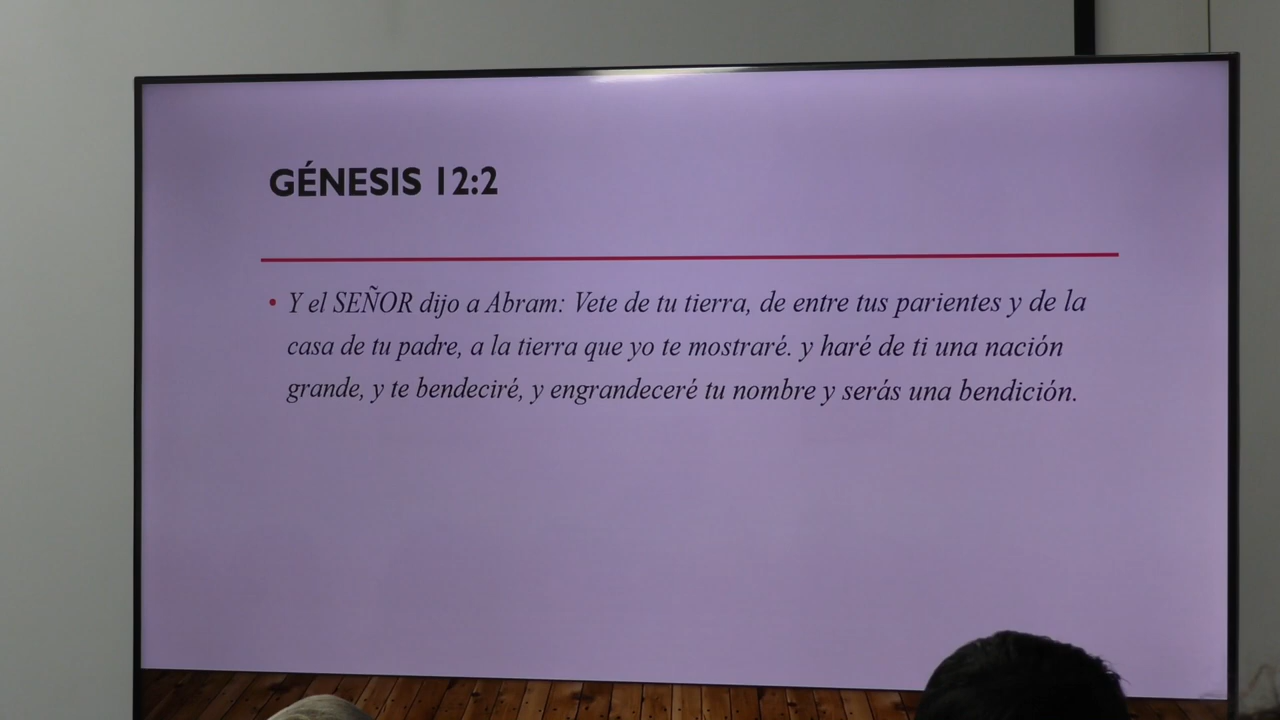 GÉNESIS 12:2
• Y el SEÑOR dijo a Abram: Vete de tu tierra, de entre tus parientes y de la
casa de tu padre, a la tierra que yo te mostraré. y haré de ti una nación
grande, y te bendeciré, y engrandeceré tu nombre y serás una bendición.